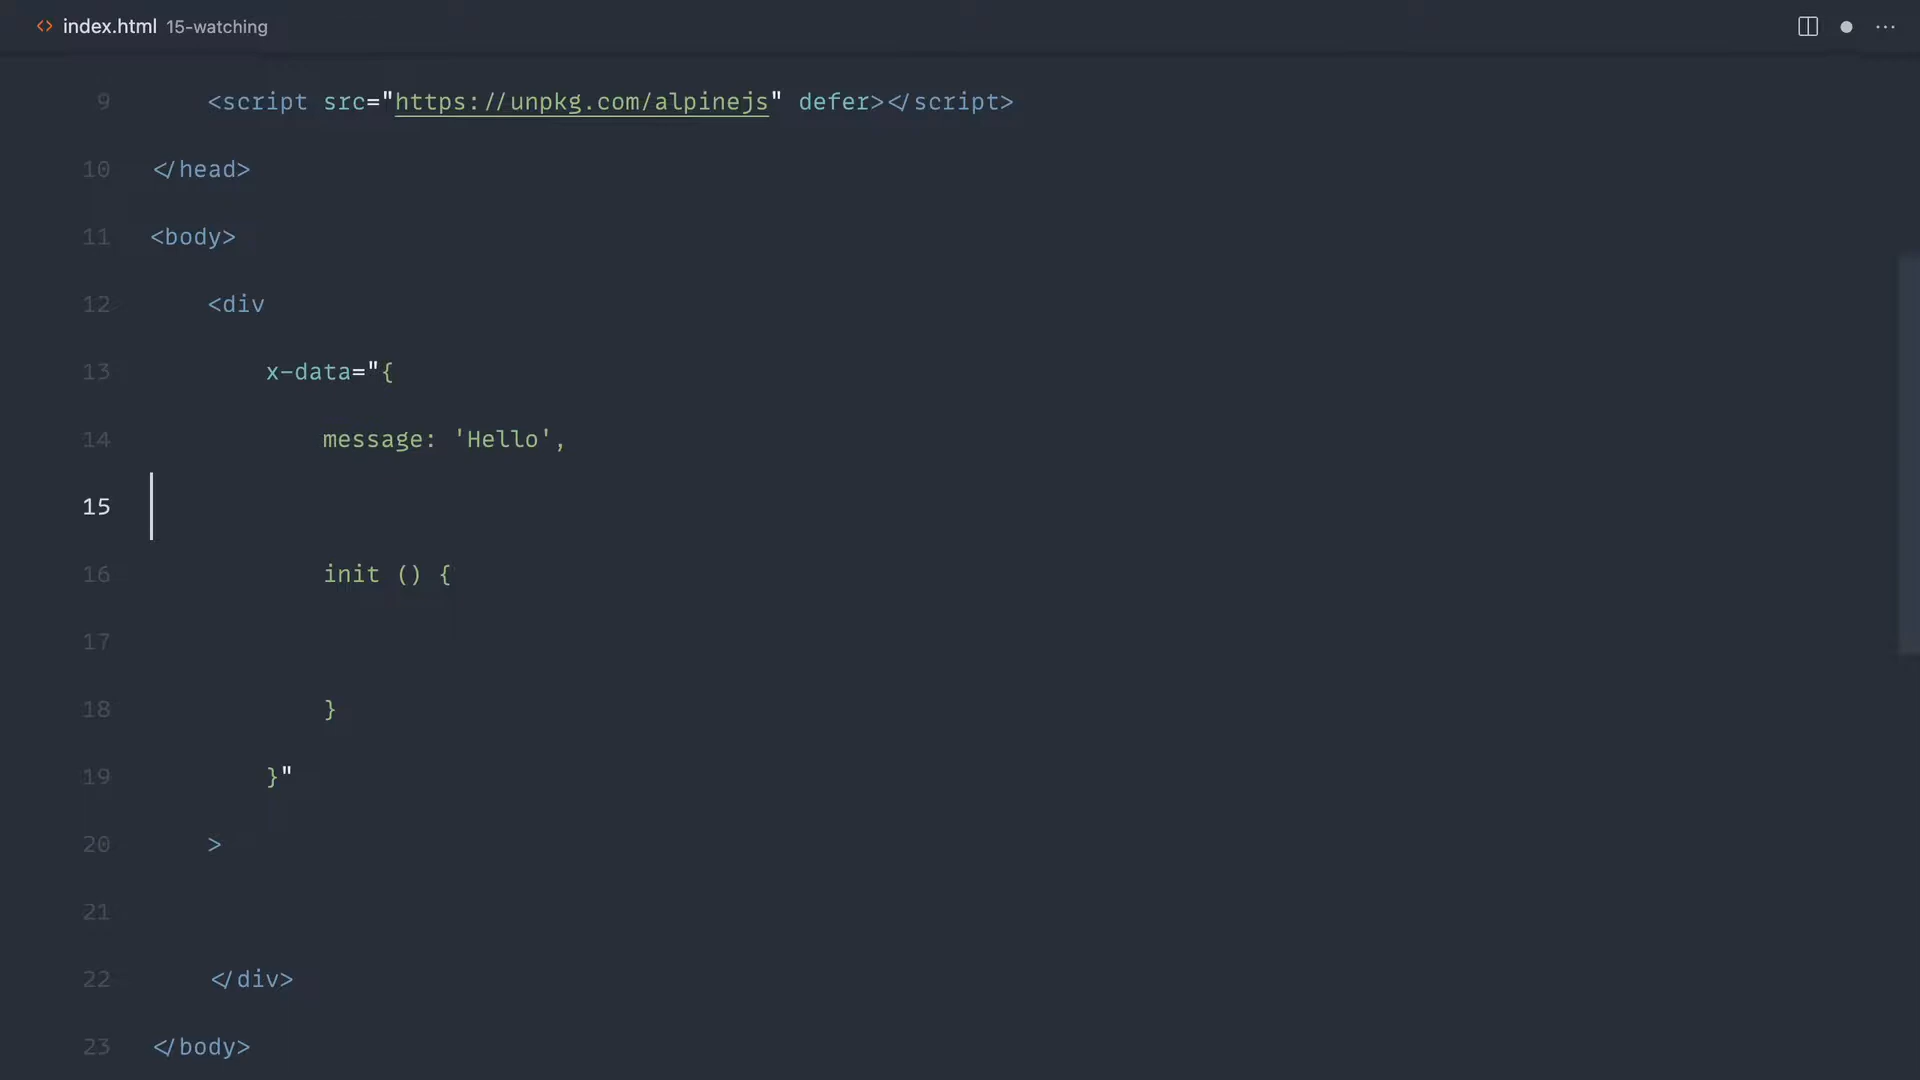 <> index.html 15-watching
9 <script src="https://unpkg.com/alpinejs" defer></script>
10 </head>
11 <body>
12 <div
13 x-data="{
14 message: 'Hello',
15
16 init () {
17
18 }
19 }"
20 >
21
22 </div>
23 </body>